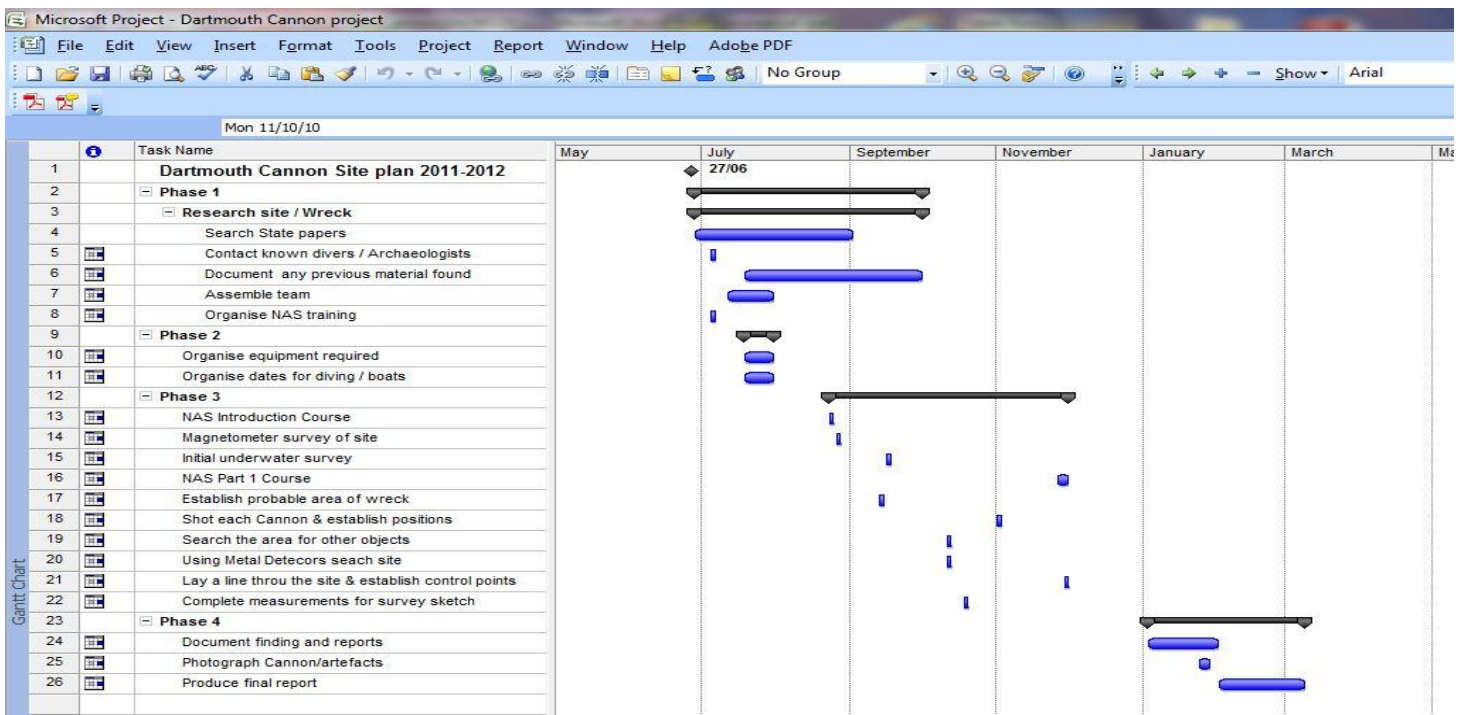 Microsoft Project - Dartmouth Cannon project
File Edit View Insert Format Tools Project Report Window Help Adobe PDF
No Group Show Arial
Mon 11/10/10
Task Name May July September November January March Ma
1 Dartmouth Cannon Site plan 2011-2012 27/06
2 Phase 1
3 Research site / Wreck
4 Search State papers
5 Contact known divers / Archaeologists
6 Document any previous material found
7 Assemble team
8 Organise NAS training
9 Phase 2
10 Organise equipment required
11 Organise dates for diving / boats
12 Phase 3
13 NAS Introduction Course
14 Magnetometer survey of site
15 Initial underwater survey
16 NAS Part 1 Course
17 Establish probable area of wreck
18 Shot each Cannon & establish positions
19 Search the area for other objects
20 Using Metal Detecors seach site
21 Lay a line throu the site & establish control points
22 Complete measurements for survey sketch
23 Phase 4
24 Document finding and reports
25 Photograph Cannon/artefacts
26 Produce final report
Gantt Chart